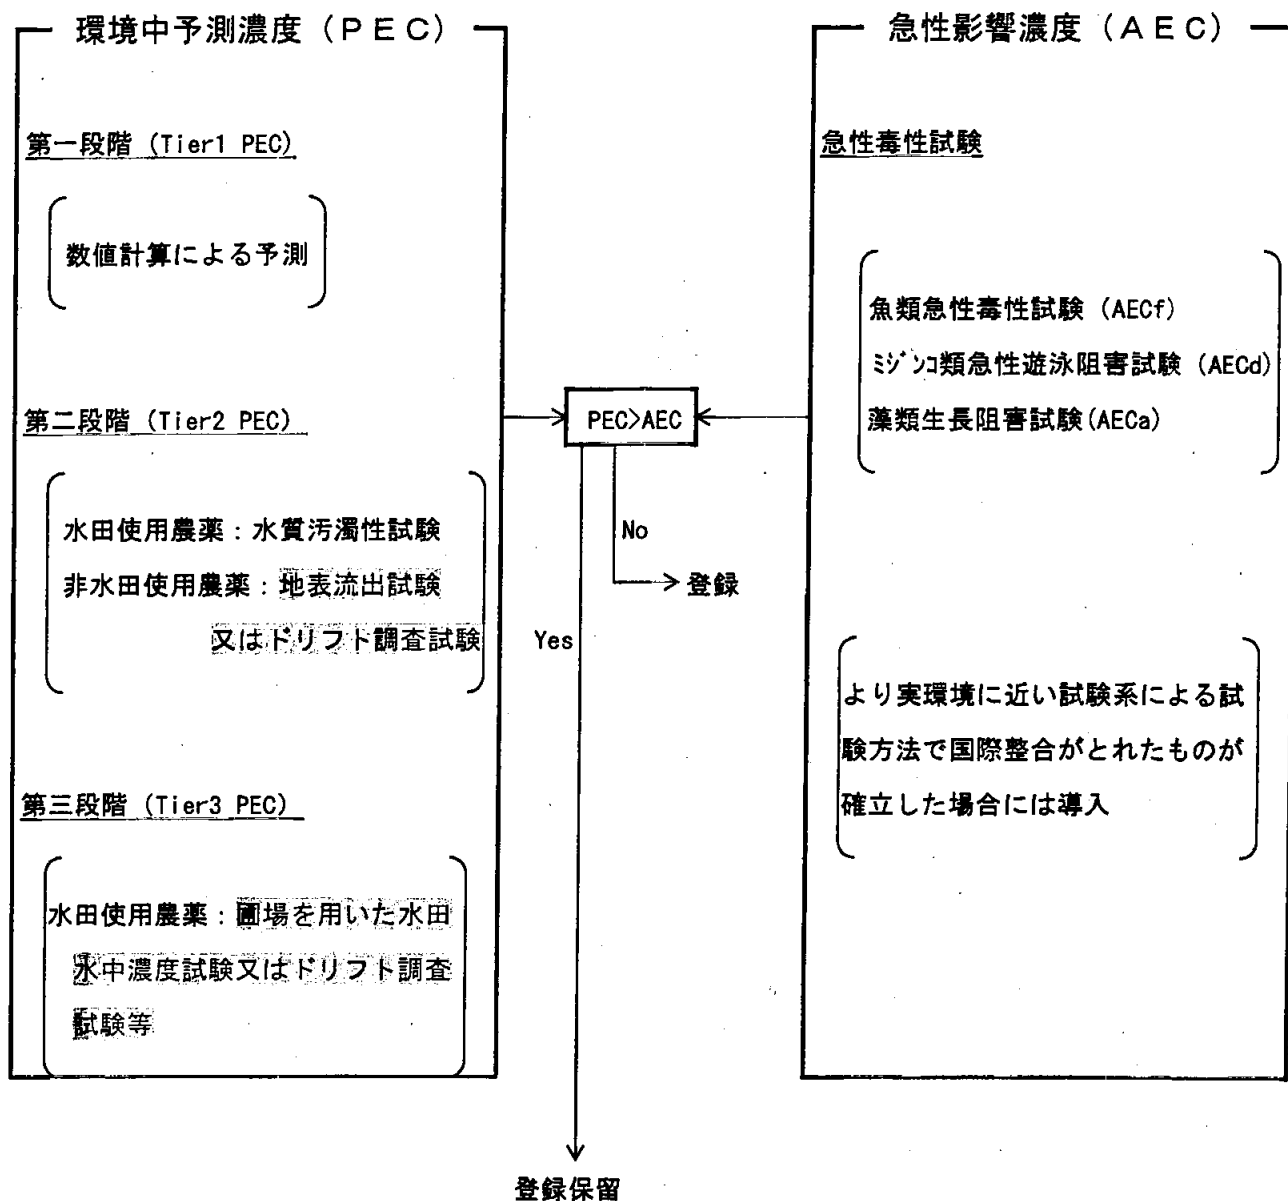 環境中予測濃度（ＰＥＣ）
第一段階 (Tier1 PEC)
数値計算による予測
第二段階 (Tier2 PEC)
水田使用農薬：水質汚濁性試験
非水田使用農薬：地表流出試験
又はドリフト調査試験
第三段階 (Tier3 PEC)
水田使用農薬：圃場を用いた水田
水中濃度試験又はドリフト調査
試験等
PEC>AEC
No
登録
Yes
登録保留
急性影響濃度（ＡＥＣ）
急性毒性試験
魚類急性毒性試験 (AECf)
ﾐｼﾞﾝｺ類急性遊泳阻害試験 (AECd)
藻類生長阻害試験(AECa)
より実環境に近い試験系による試
験方法で国際整合がとれたものが
確立した場合には導入